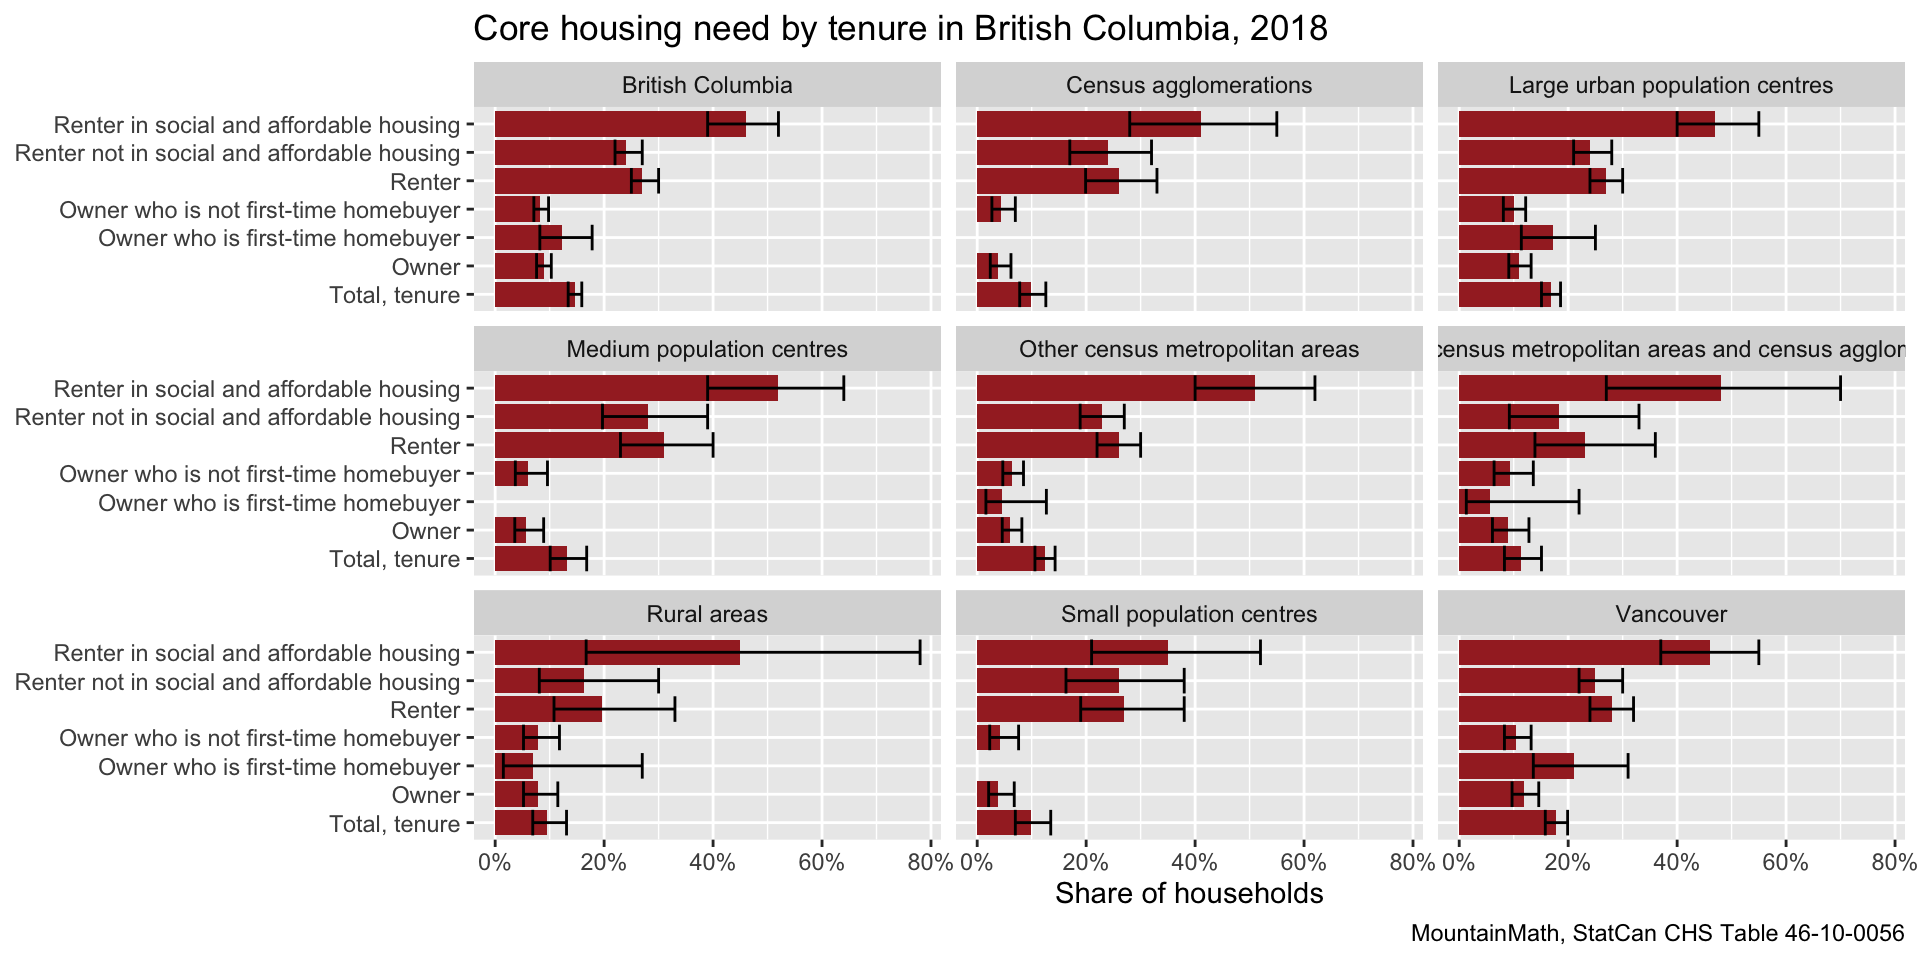 Core housing need by tenure in British Columbia, 2018
British Columbia
Census agglomerations
Large urban population centres
Renter in social and affordable housing
Renter not in social and affordable housing
Renter
Owner who is not first-time homebuyer
Owner who is first-time homebuyer
Owner
Total, tenure
Medium population centres
Other census metropolitan areas
census metropolitan areas and census agglor
Renter in social and affordable housing
Renter not in social and affordable housing
Renter
Owner who is not first-time homebuyer
Owner who is first-time homebuyer
Owner
Total, tenure
Rural areas
Small population centres
Vancouver
Renter in social and affordable housing
Renter not in social and affordable housing
Renter
Owner who is not first-time homebuyer
Owner who is first-time homebuyer
Owner
Total, tenure
0% 20% 40% 60% 80% 0% 20% 40% 60% 80% 0% 20% 40% 60% 80%
Share of households
MountainMath, StatCan CHS Table 46-10-0056